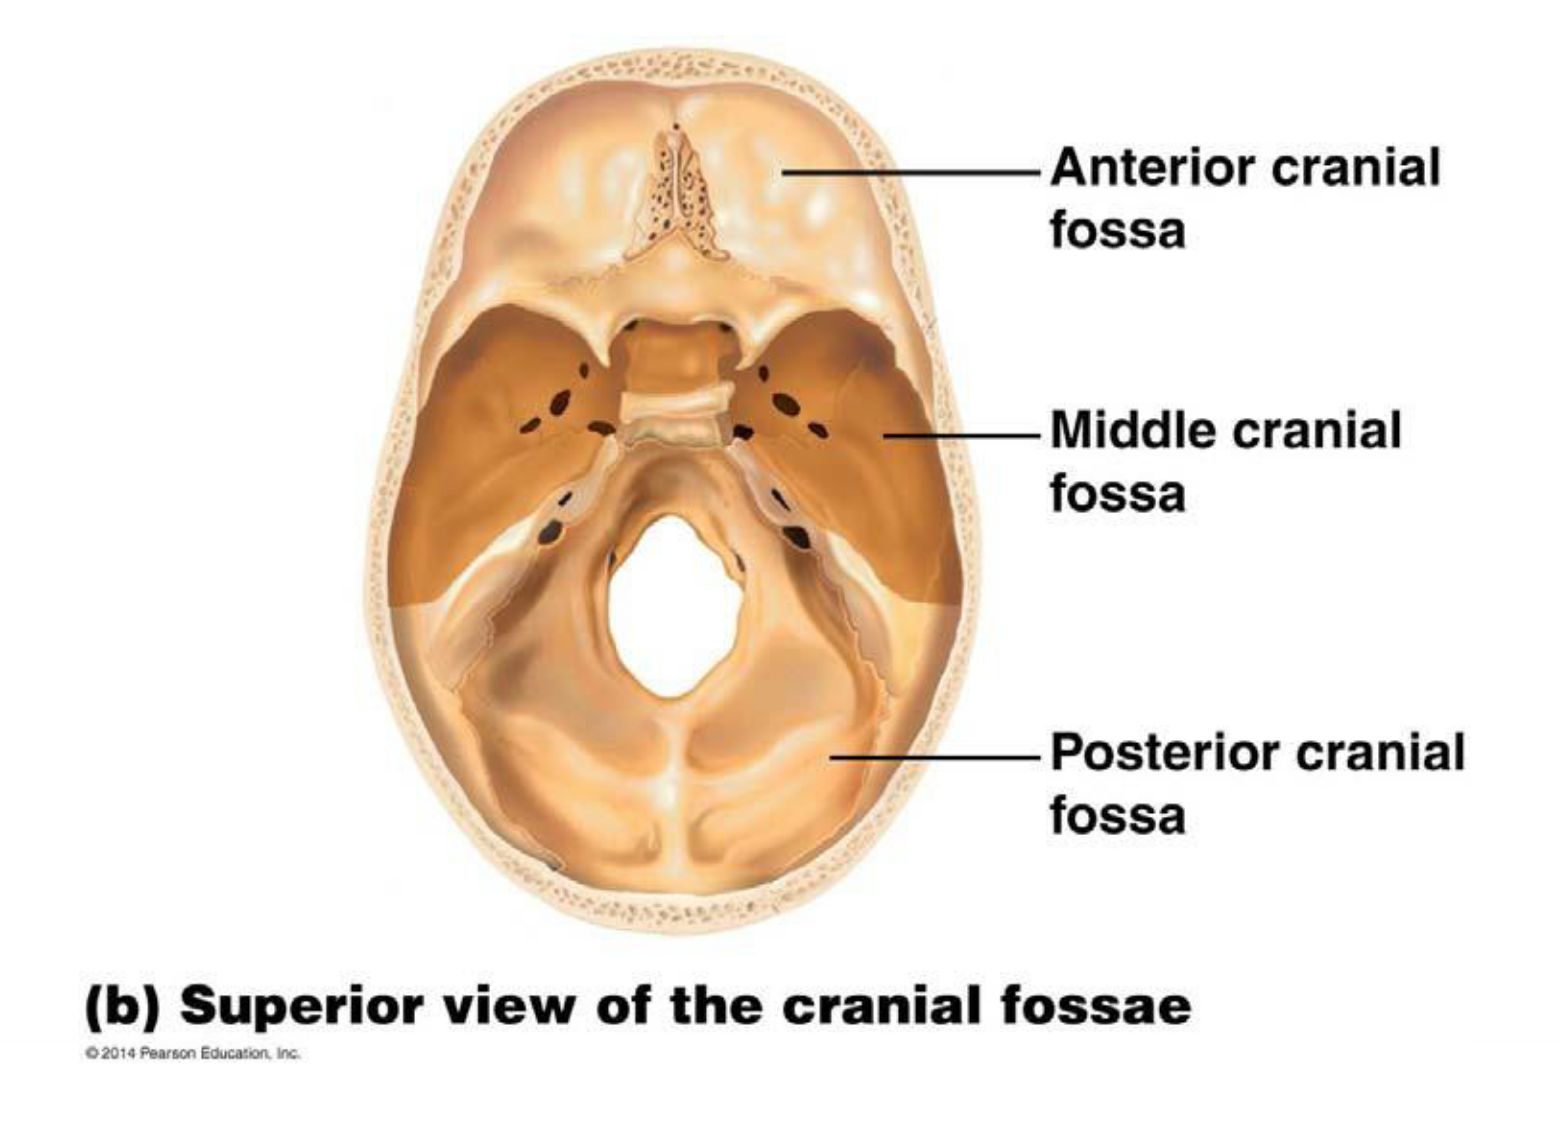 Anterior cranial
fossa
Middle cranial
fossa
Posterior cranial
fossa
(b) Superior view of the cranial fossae
© 2014 Pearson Education, Inc.